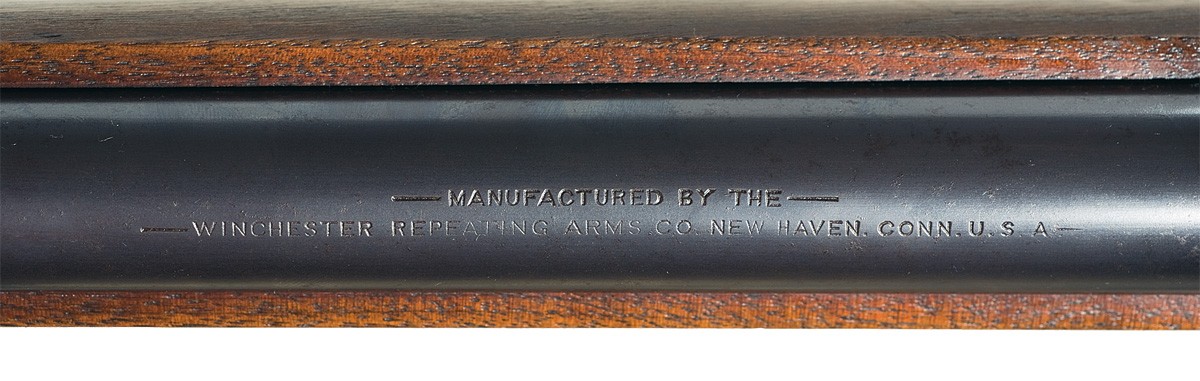 — MANUFACTURED BY THE —
— WINCHESTER REPEATING ARMS.CO. NEW HAVEN. CONN. U. S. A —